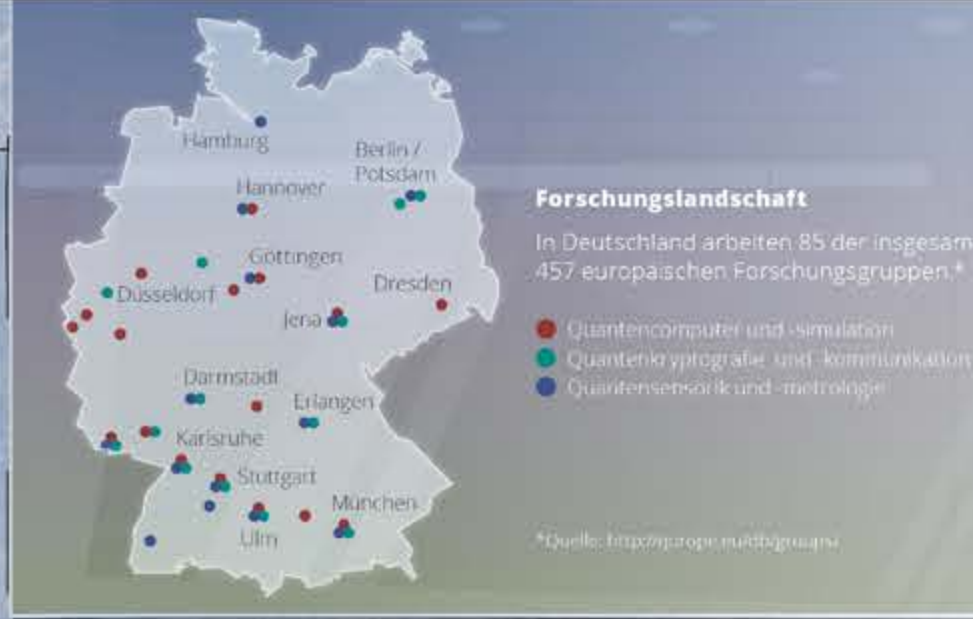 Hamburg
Berlin /
Potsdam
Hannover
Göttingen
Düsseldorf
Dresden
Jena
Darmstadt
Erlangen
Karlsruhe
Stuttgart
München
Ulm
Forschungslandschaft
In Deutschland arbeiten 85 der insgesam
457 europäischen Forschungsgruppen.*
Quantencomputer und -simulation
Quantenkryptografie und -kommunikation
Quantensensorik und -metrologie
*Quelle: